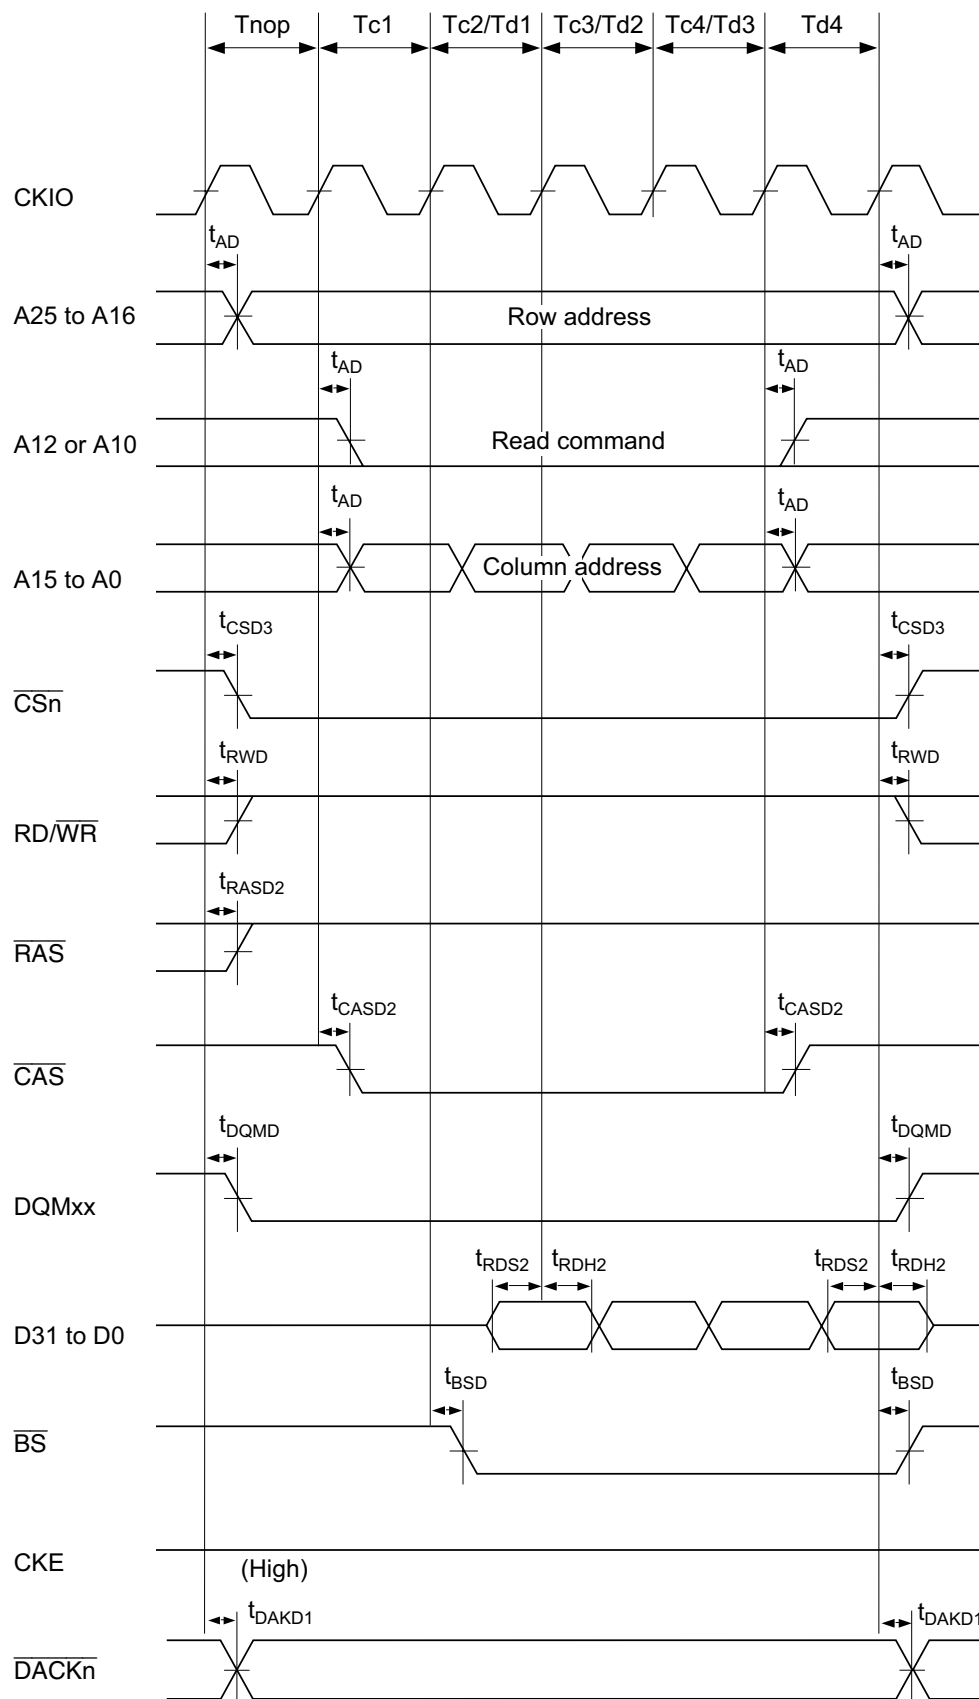 Tnop Tc1 Tc2/Td1 Tc3/Td2 Tc4/Td3 Td4
CKIO
tAD tAD
A25 to A16 Row address
tAD tAD
A12 or A10 Read command
tAD tAD
A15 to A0 Column address
tCSD3 tCSD3
CSn
tRWD tRWD
RD/WR
tRASD2
RAS
tCASD2 tCASD2
CAS
tDQMD tDQMD
DQMxx
tRDS2 tRDH2 tRDS2 tRDH2
D31 to D0
tBSD tBSD
BS
CKE (High)
tDAKD1 tDAKD1
DACKn